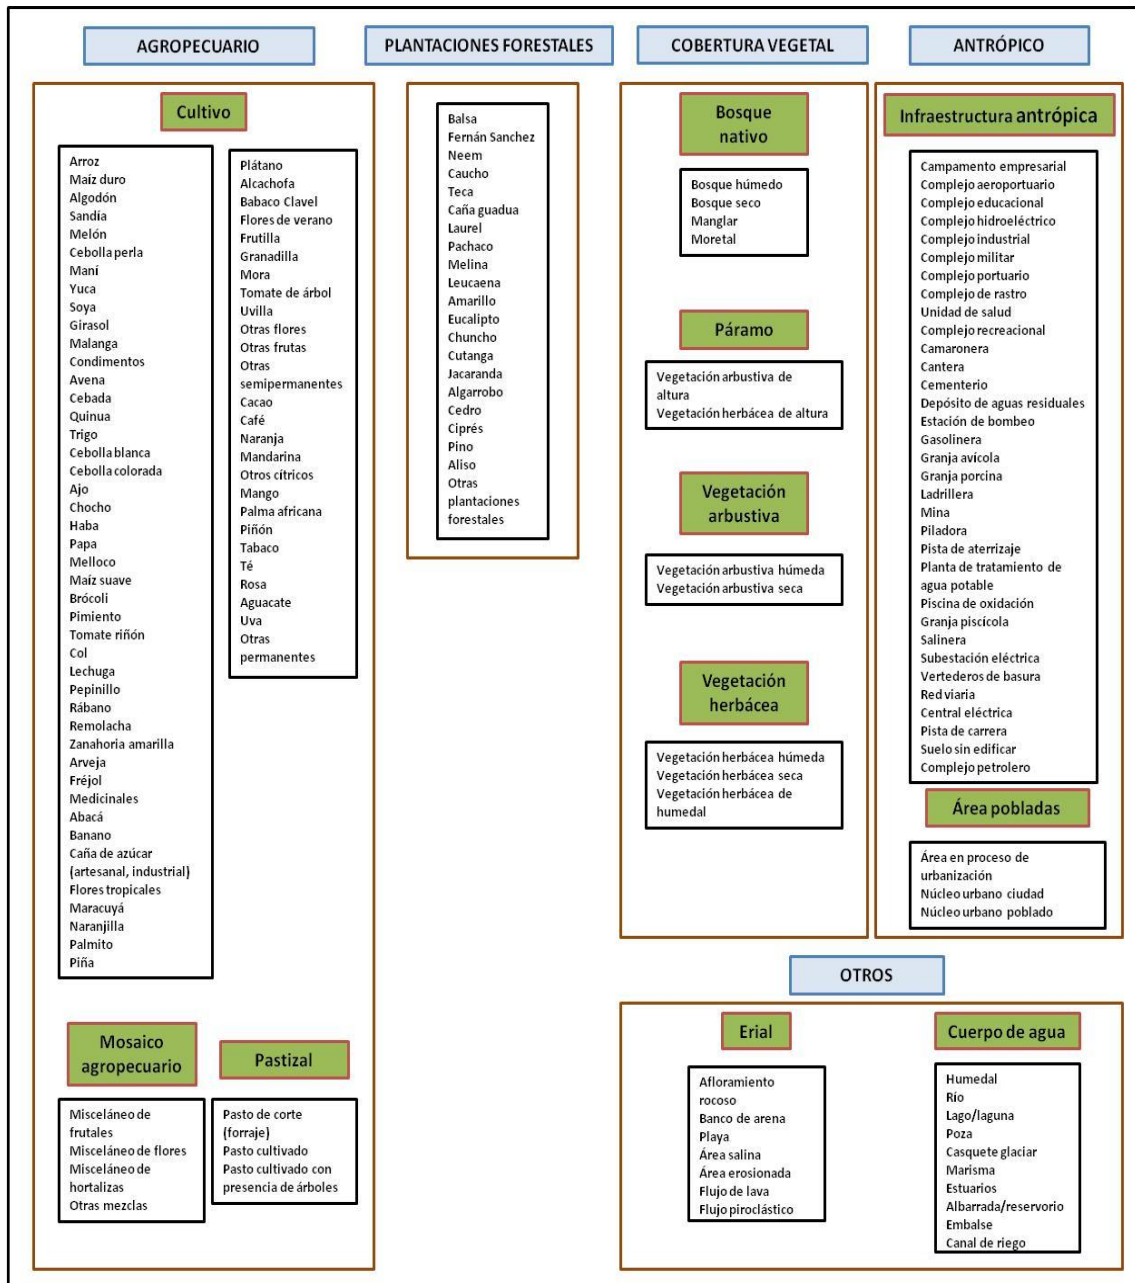 AGROPECUARIO
Cultivo
Arroz
Maíz duro
Algodón
Sandía
Melón
Cebolla perla
Maní
Yuca
Soya
Girasol
Malanga
Condimentos
Avena
Cebada
Quinua
Trigo
Cebolla blanca
Cebolla colorada
Ajo
Chocho
Haba
Papa
Melloco
Maíz suave
Brócoli
Pimiento
Tomate riñón
Col
Lechuga
Pepinillo
Rábano
Remolacha
Zanahoria amarilla
Arveja
Fréjol
Medicinales
Abacá
Banano
Caña de azúcar
(artesanal, industrial)
Flores tropicales
Maracuyá
Naranjilla
Palmito
Piña
Plátano
Alcachofa
Babaco Clavel
Flores de verano
Frutilla
Granadilla
Mora
Tomate de árbol
Uvilla
Otras flores
Otras frutas
Otras
semipermanentes
Cacao
Café
Naranja
Mandarina
Otros cítricos
Mango
Palma africana
Piñón
Tabaco
Té
Rosa
Aguacate
Uva
Otras
permanentes
Mosaico
agropecuario
Misceláneo de
frutales
Misceláneo de flores
Misceláneo de
hortalizas
Otras mezclas
Pastizal
Pasto de corte
(forraje)
Pasto cultivado
Pasto cultivado con
presencia de árboles
PLANTACIONES FORESTALES
Balsa
Fernán Sanchez
Neem
Caucho
Teca
Caña guadua
Laurel
Pachaco
Melina
Leucaena
Amarillo
Eucalipto
Chuncho
Cutanga
Jacaranda
Algarrobo
Cedro
Ciprés
Pino
Aliso
Otras
plantaciones
forestales
COBERTURA VEGETAL
Bosque
nativo
Bosque húmedo
Bosque seco
Manglar
Moretal
Páramo
Vegetación arbustiva de
altura
Vegetación herbácea de altura
Vegetación
arbustiva
Vegetación arbustiva húmeda
Vegetación arbustiva seca
Vegetación
herbácea
Vegetación herbácea húmeda
Vegetación herbácea seca
Vegetación herbácea de
humedal
ANTRÓPICO
Infraestructura antrópica
Campamento empresarial
Complejo aeroportuario
Complejo educacional
Complejo hidroeléctrico
Complejo industrial
Complejo militar
Complejo portuario
Complejo de rastro
Unidad de salud
Complejo recreacional
Camaronera
Cantera
Cementerio
Depósito de aguas residuales
Estación de bombeo
Gasolinera
Granja avícola
Granja porcina
Ladrillera
Mina
Piladora
Pista de aterrizaje
Planta de tratamiento de
agua potable
Piscina de oxidación
Granja piscícola
Salinera
Subestación eléctrica
Vertederos de basura
Red viaria
Central eléctrica
Pista de carrera
Suelo sin edificar
Complejo petrolero
Área pobladas
Área en proceso de
urbanización
Núcleo urbano ciudad
Núcleo urbano poblado
OTROS
Erial
Afloramiento
rocoso
Banco de arena
Playa
Área salina
Área erosionada
Flujo de lava
Flujo piroclástico
Cuerpo de agua
Humedal
Río
Lago/laguna
Poza
Casquete glaciar
Marisma
Estuarios
Albarrada/reservorio
Embalse
Canal de riego